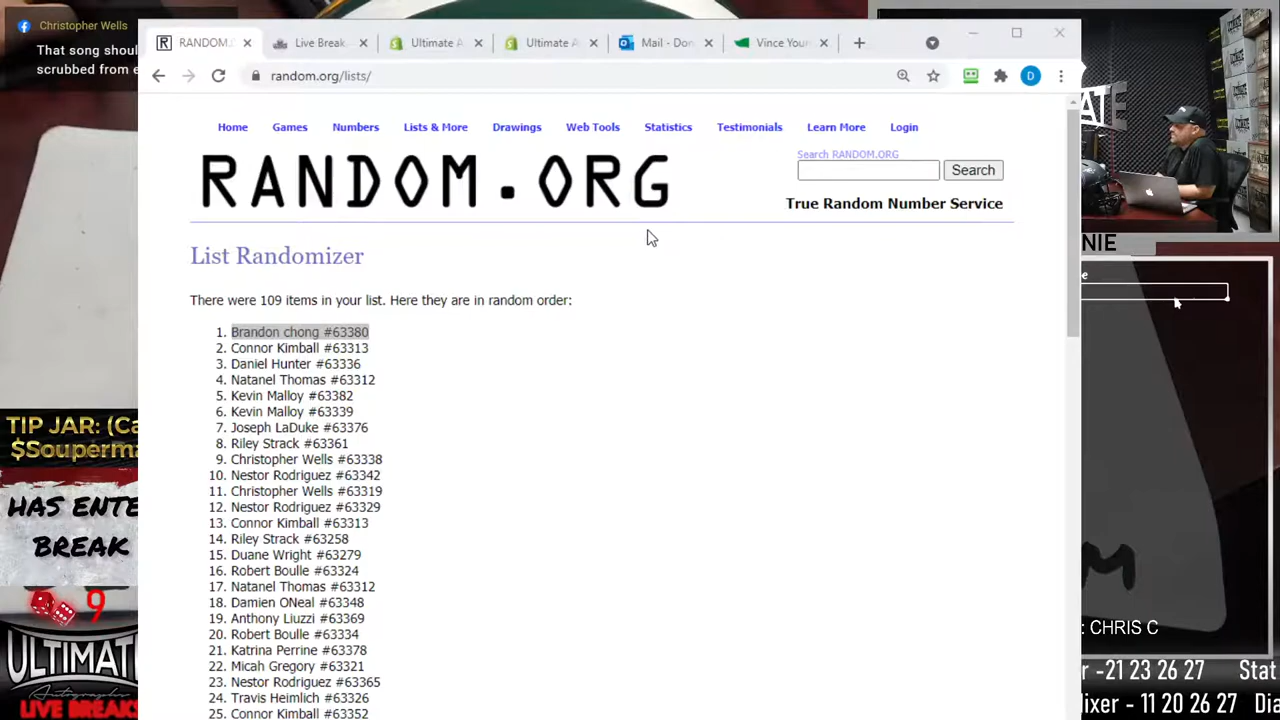 Christopher Wells
That song shoul
scrubbed from e
RANDOM.
Live Break
Ultimate A
Ultimate A
Mail - Don
Vince Your
random.org/lists/
D
Home
Games
Numbers
Lists & More
Drawings
Web Tools
Statistics
Testimonials
Learn More
Login
RANDOM.ORG
Search RANDOM.ORG
Search
True Random Number Service
List Randomizer
There were 109 items in your list. Here they are in random order:
1. Brandon chong #63380
2. Connor Kimball #63313
3. Daniel Hunter #63336
4. Natanel Thomas #63312
5. Kevin Malloy #63382
6. Kevin Malloy #63339
7. Joseph LaDuke #63376
8. Riley Strack #63361
9. Christopher Wells #63338
10. Nestor Rodriguez #63342
11. Christopher Wells #63319
12. Nestor Rodriguez #63329
13. Connor Kimball #63313
14. Riley Strack #63258
15. Duane Wright #63279
16. Robert Boulle #63324
17. Natanel Thomas #63312
18. Damien ONeal #63348
19. Anthony Liuzzi #63369
20. Robert Boulle #63334
21. Katrina Perrine #63378
22. Micah Gregory #63321
23. Nestor Rodriguez #63365
24. Travis Heimlich #63326
25. Connor Kimball #63352
TIP JAR: (Ca
$Souperma
HAS ENTE
BREAK
9
ULTIMAT
Autographs
LIVE BREAKS
ATE
NIE
e
M
: CHRIS C
r -21 23 26 27
Stat
lixer - 11 20 26 27
Dia